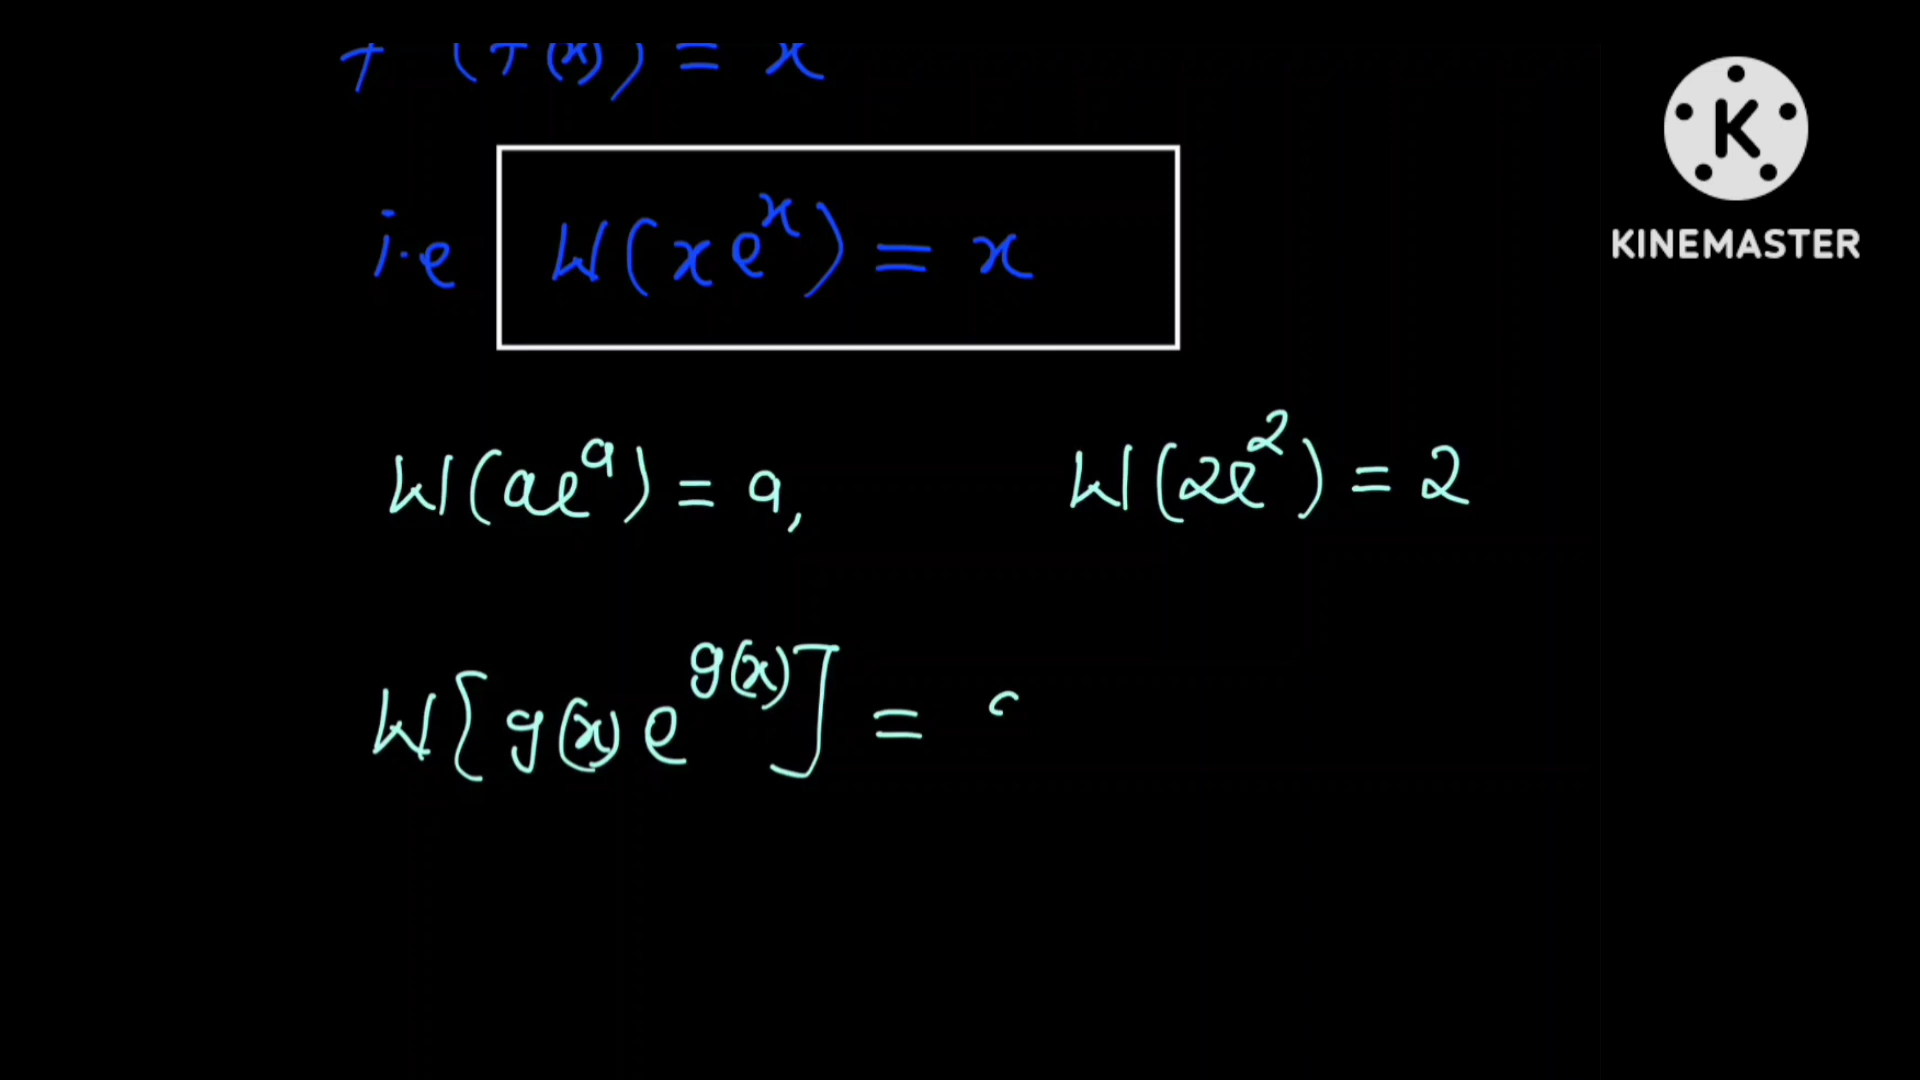 (f(x)) = x
i.e W(xe^x) = x
W(ae^a) = a, W(2e^2) = 2
W[g(x)e^g(x)] =
K
KINEMASTER